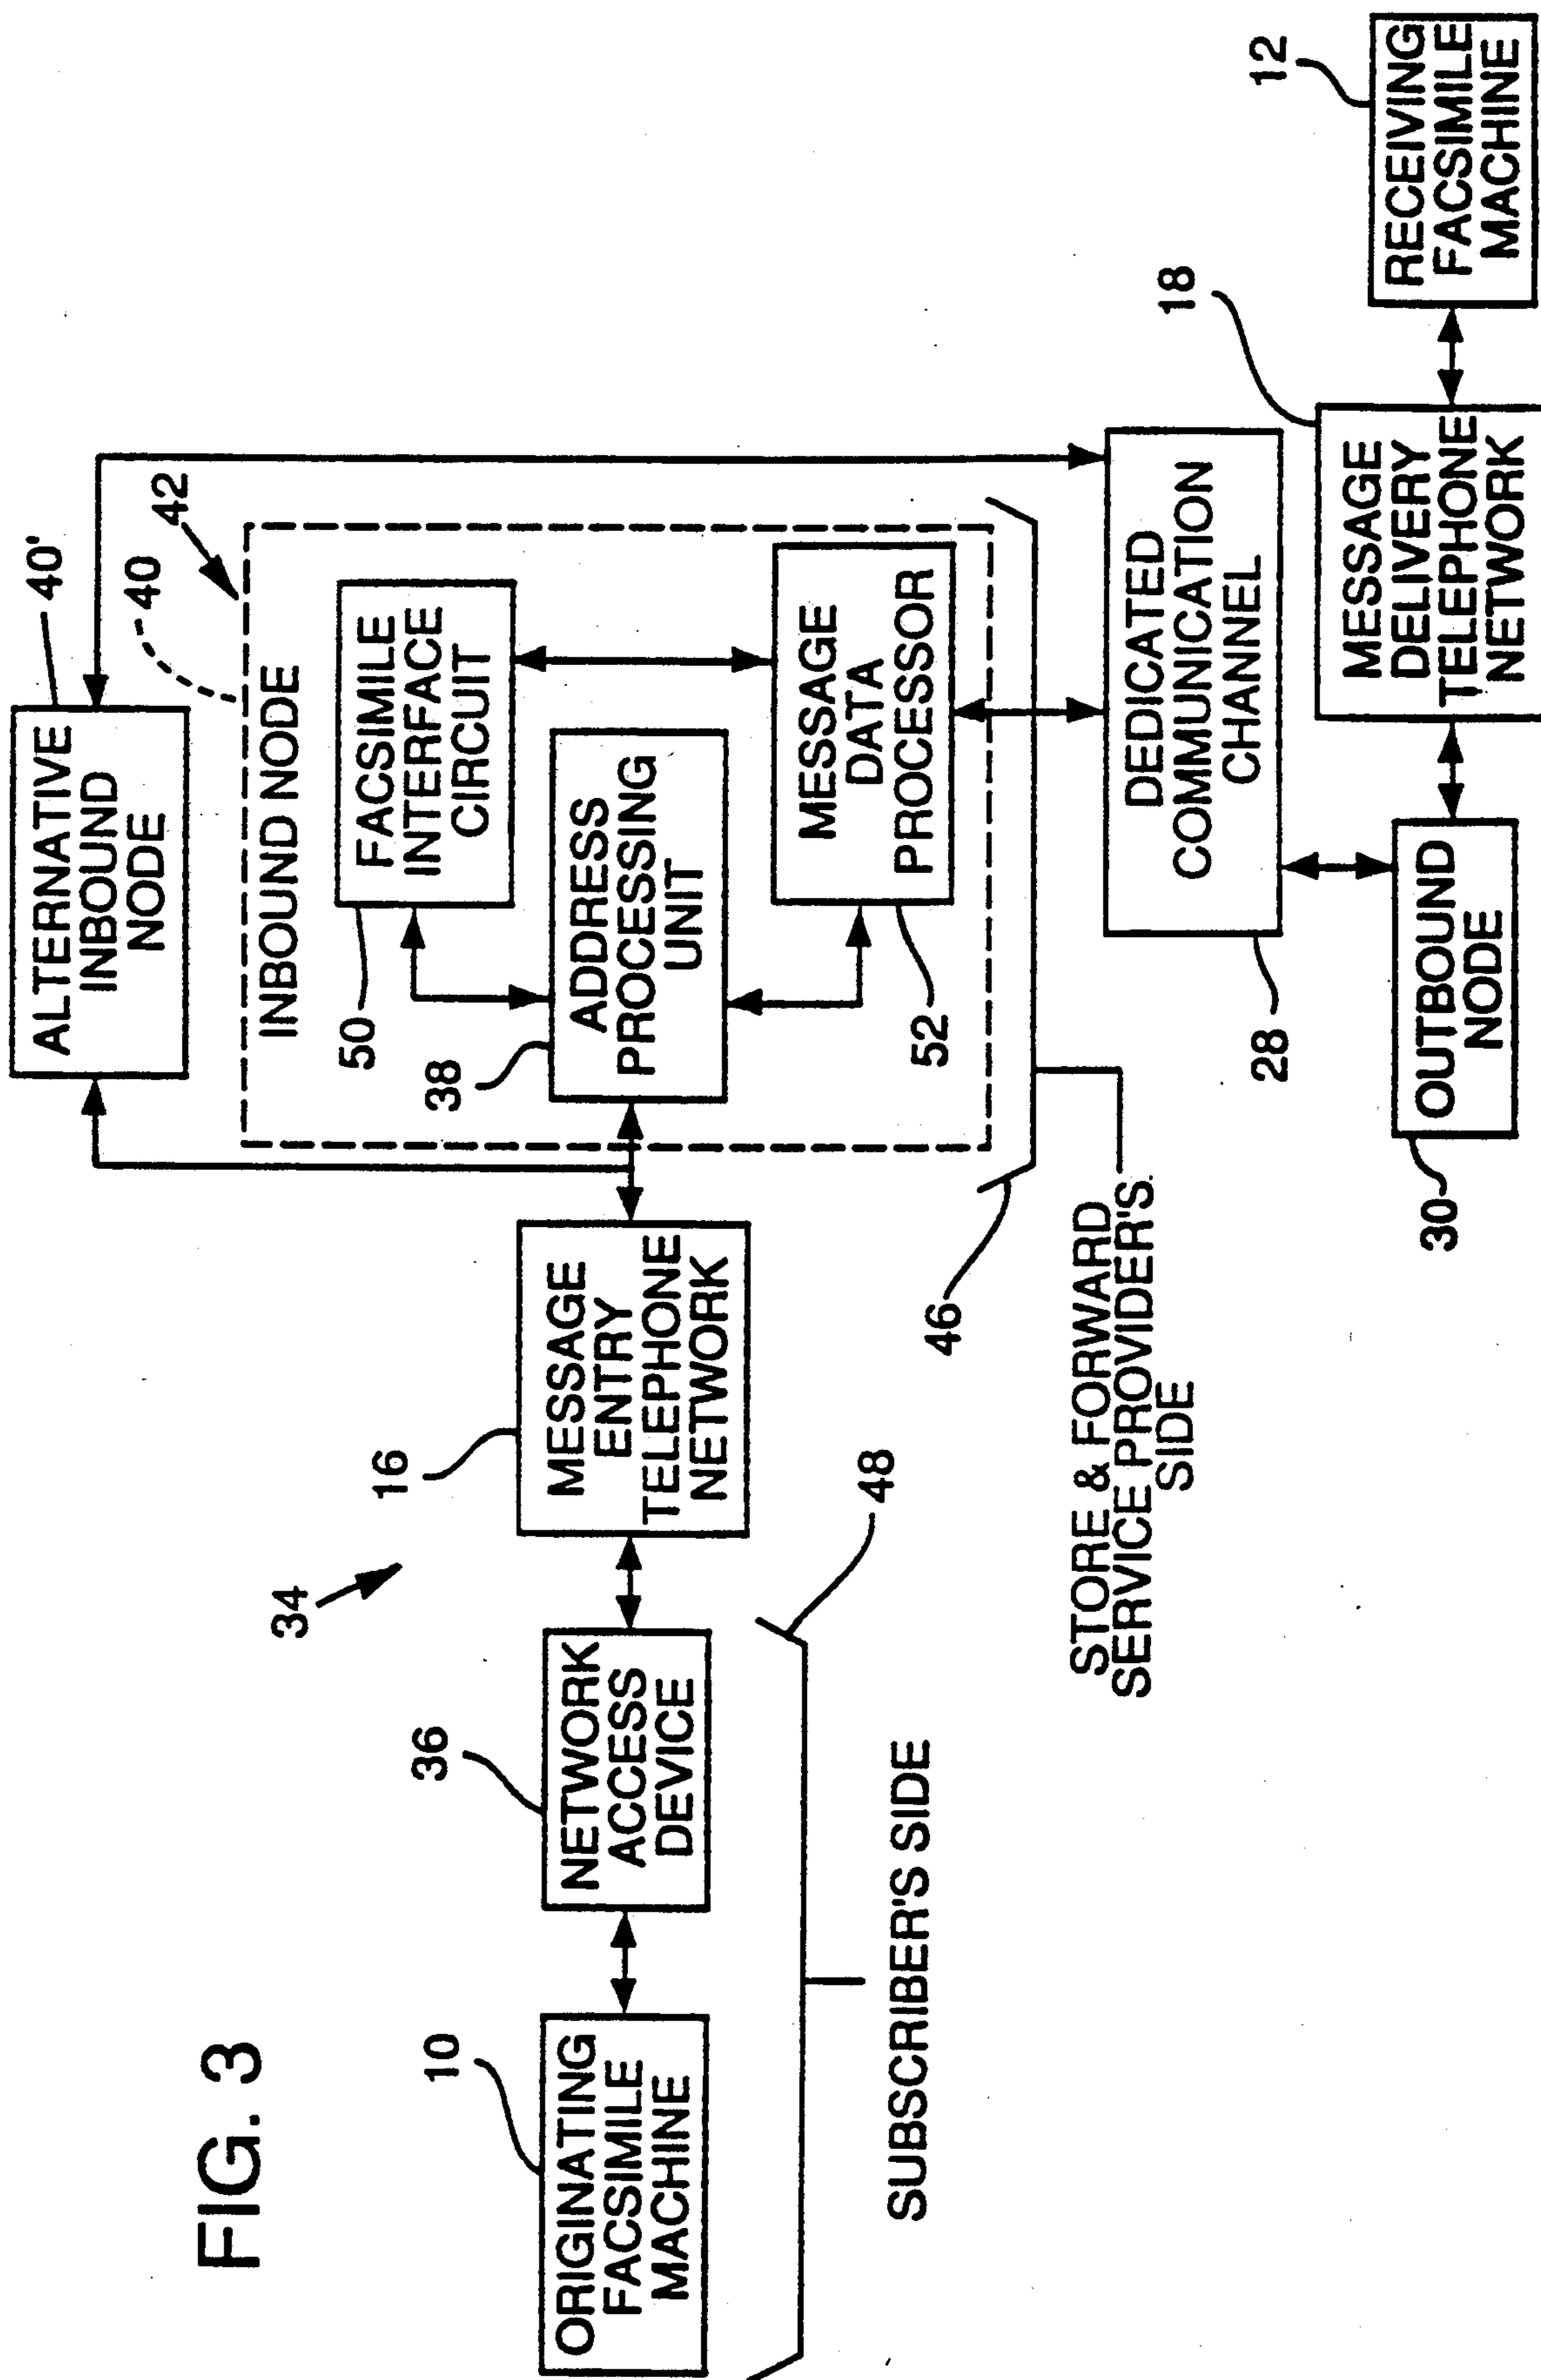 FIG. 3
34
10
ORIGINATING
FACSIMILE
MACHINE
36
NETWORK
ACCESS
DEVICE
16
MESSAGE
ENTRY
TELEPHONE
NETWORK
48
SUBSCRIBER'S SIDE
40'
ALTERNATIVE
INBOUND
NODE
40
42
INBOUND NODE
50
FACSIMILE
INTERFACE
CIRCUIT
38
ADDRESS
PROCESSING
UNIT
52
MESSAGE
DATA
PROCESSOR
46
STORE & FORWARD
SERVICE PROVIDER'S
SIDE
28
DEDICATED
COMMUNICATION
CHANNEL
30
OUTBOUND
NODE
18
MESSAGE
DELIVERY
TELEPHONE
NETWORK
12
RECEIVING
FACSIMILE
MACHINE